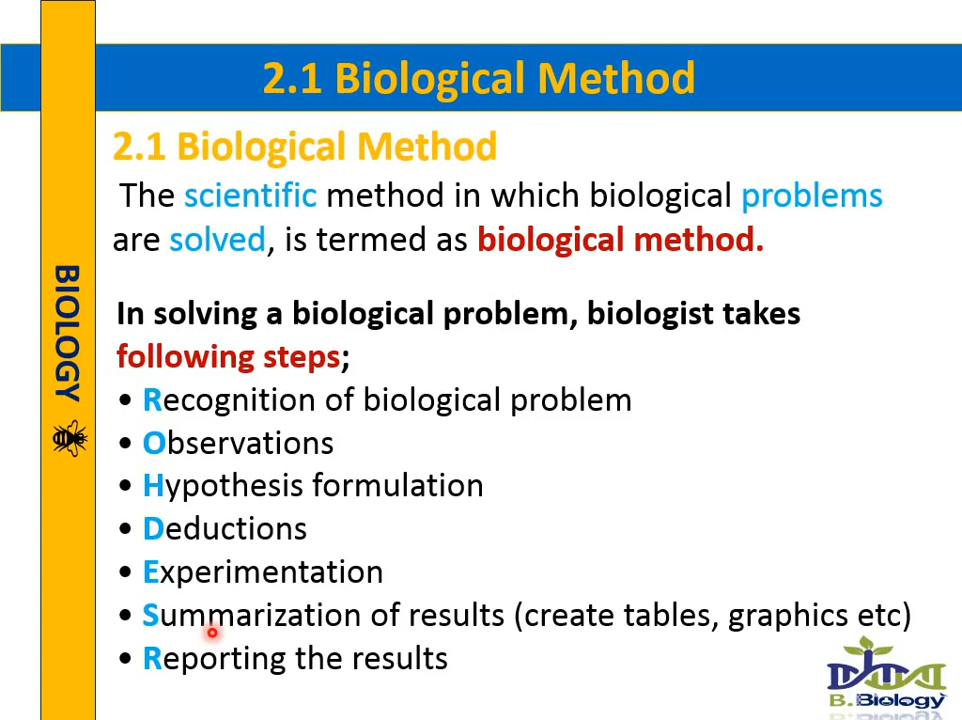 2.1 Biological Method
2.1 Biological Method
The scientific method in which biological problems
are solved, is termed as biological method.
In solving a biological problem, biologist takes
following steps;
• Recognition of biological problem
• Observations
• Hypothesis formulation
• Deductions
• Experimentation
• Summarization of results (create tables, graphics etc)
• Reporting the results
BIOLOGY
B.Biology